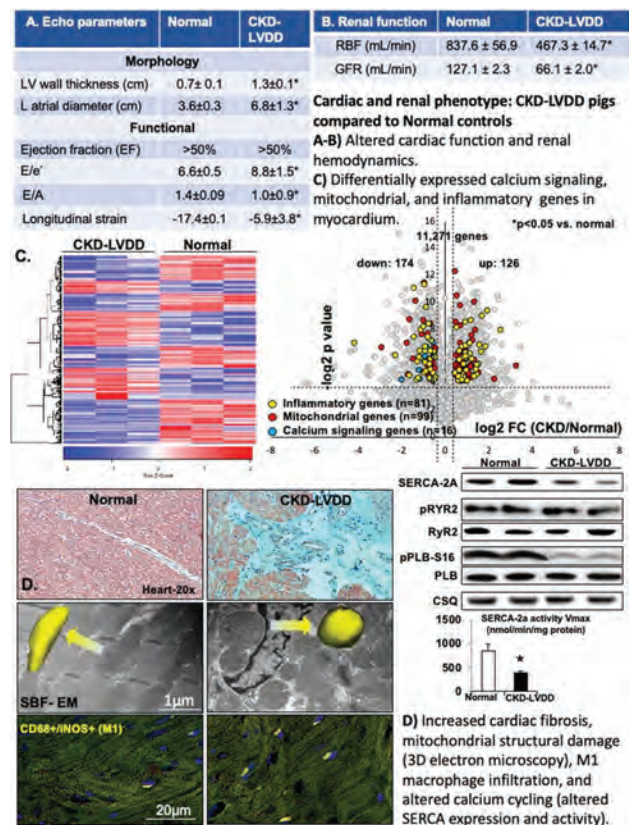 A. Echo parameters Normal CKD-LVDD
Morphology
LV wall thickness (cm) 0.7± 0.1 1.3±0.1*
L atrial diameter (cm) 3.6±0.3 6.8±1.3*
Functional
Ejection fraction (EF) >50% >50%
E/e' 6.6±0.5 8.8±1.5*
E/A 1.4±0.09 1.0±0.9*
Longitudinal strain -17.4±0.1 -5.9±3.8*
B. Renal function Normal CKD-LVDD
RBF (mL/min) 837.6 ± 56.9 467.3 ± 14.7*
GFR (mL/min) 127.1 ± 2.3 66.1 ± 2.0*
Cardiac and renal phenotype: CKD-LVDD pigs
compared to Normal controls
A-B) Altered cardiac function and renal
hemodynamics.
C) Differentially expressed calcium signaling,
mitochondrial, and inflammatory genes in
myocardium.
*p<0.05 vs. normal
C.
CKD-LVDD Normal
16
11,271 genes
14
down: 174 up: 126
12
10
8
6
4
-log2 p value
Inflammatory genes (n=81)
Mitochondrial genes (n=99)
Calcium signaling genes (n=16)
log2 FC (CKD/Normal)
-8 -6 -4 -2 0 2 4 6 8
Normal CKD-LVDD
SERCA-2A
pRYR2
RyR2
pPLB-S16
PLB
CSQ
SERCA-2a activity Vmax
(nmol/min/mg protein)
1500
1000
500
0
*
Normal CKD-LVDD
D.
Normal CKD-LVDD
Heart-20x
SBF- EM 1μm
CD68+/iNOS+ (M1)
20μm
D) Increased cardiac fibrosis,
mitochondrial structural damage
(3D electron microscopy), M1
macrophage infiltration, and
altered calcium cycling (altered
SERCA expression and activity).